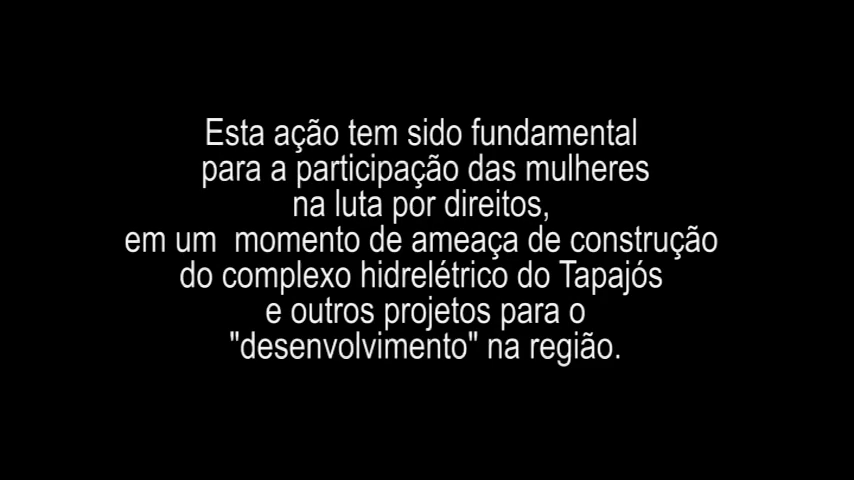 Esta ação tem sido fundamental
para a participação das mulheres
na luta por direitos,
em um  momento de ameaça de construção
do complexo hidrelétrico do Tapajós
e outros projetos para o
"desenvolvimento" na região.